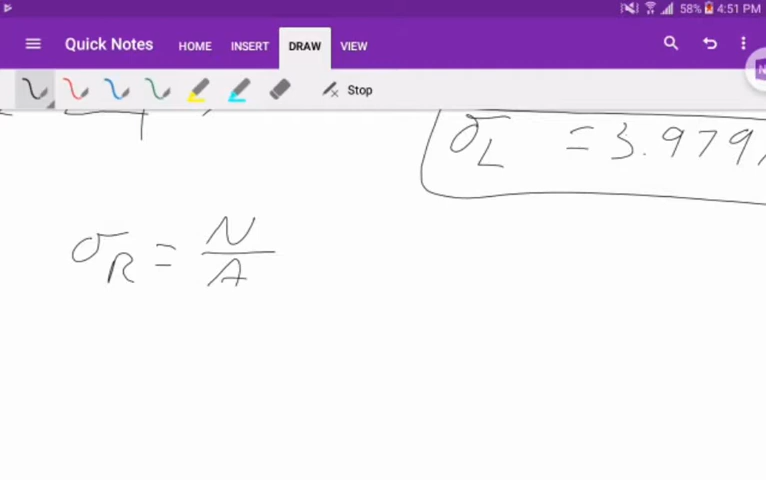 58% 4:51 PM
Quick Notes HOME INSERT DRAW VIEW
Stop
σL = 3.979
σR = N/A